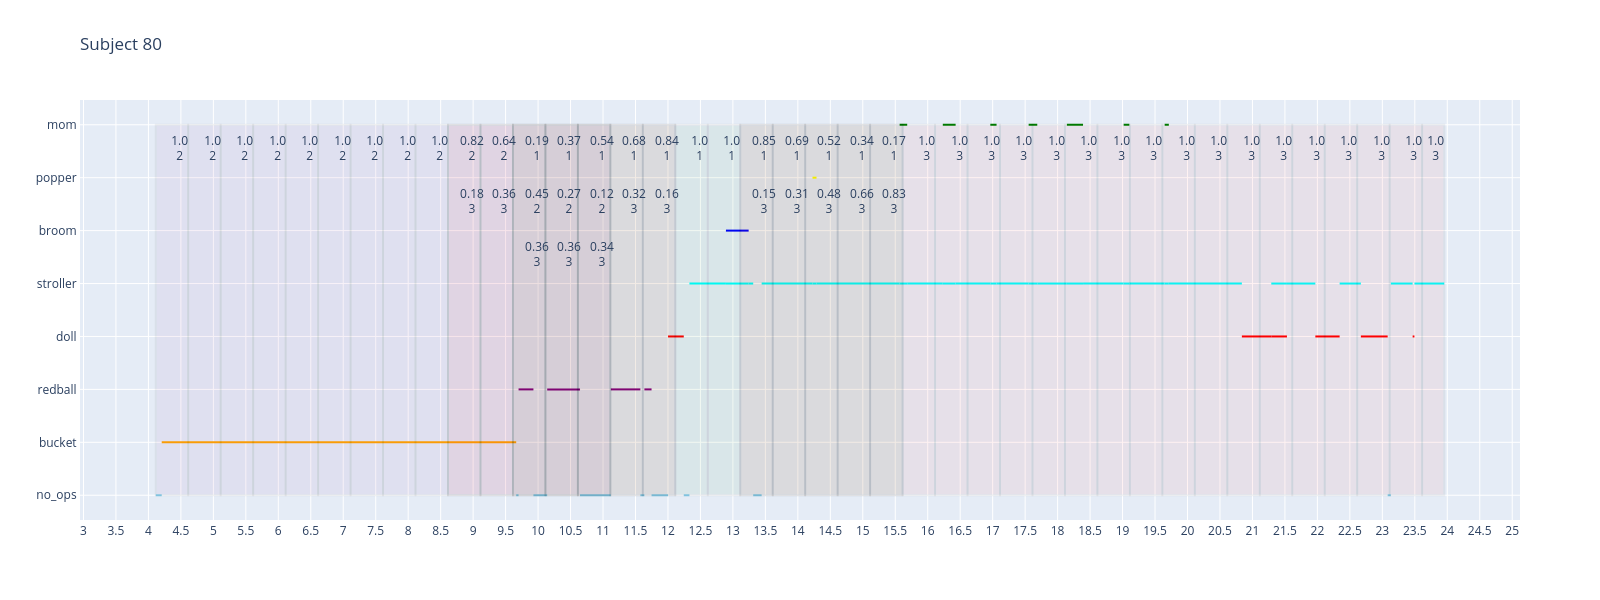 Subject 80
mom
1.0 1.0 1.0 1.0 1.0 1.0 1.0 1.0 1.0 0.82 0.64 0.19 0.37 0.54 0.68 0.84 1.0 1.0 0.85 0.69 0.52 0.34 0.17 1.0 1.0 1.0 1.0 1.0 1.0 1.0 1.0 1.0 1.0 1.0 1.0 1.0 1.0 1.0 1.0 1.0
2 2 2 2 2 2 2 2 2 2 2 1 1 1 1 1 1 1 1 1 1 1 1 3 3 3 3 3 3 3 3 3 3 3 3 3 3 3 3 3
popper
0.18 0.36 0.45 0.27 0.12 0.32 0.16 0.15 0.31 0.48 0.66 0.83
3 3 2 2 2 3 3 3 3 3 3 3
broom
0.36 0.36 0.34
3 3 3
stroller
doll
redball
bucket
no_ops
3 3.5 4 4.5 5 5.5 6 6.5 7 7.5 8 8.5 9 9.5 10 10.5 11 11.5 12 12.5 13 13.5 14 14.5 15 15.5 16 16.5 17 17.5 18 18.5 19 19.5 20 20.5 21 21.5 22 22.5 23 23.5 24 24.5 25